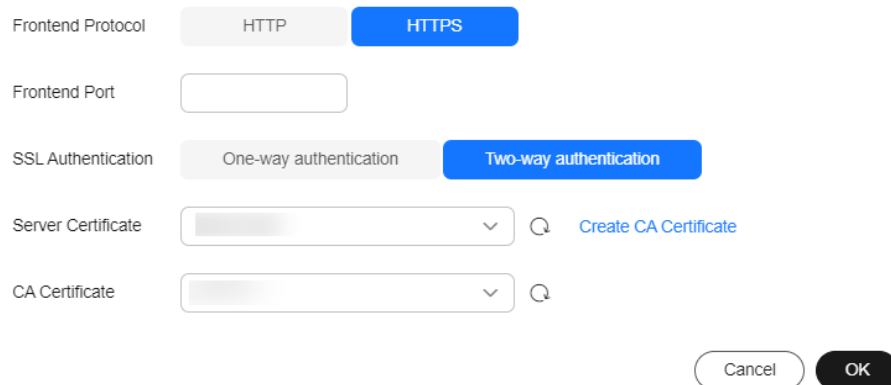 Frontend Protocol HTTP HTTPS
Frontend Port
SSL Authentication One-way authentication Two-way authentication
Server Certificate Create CA Certificate
CA Certificate
Cancel OK